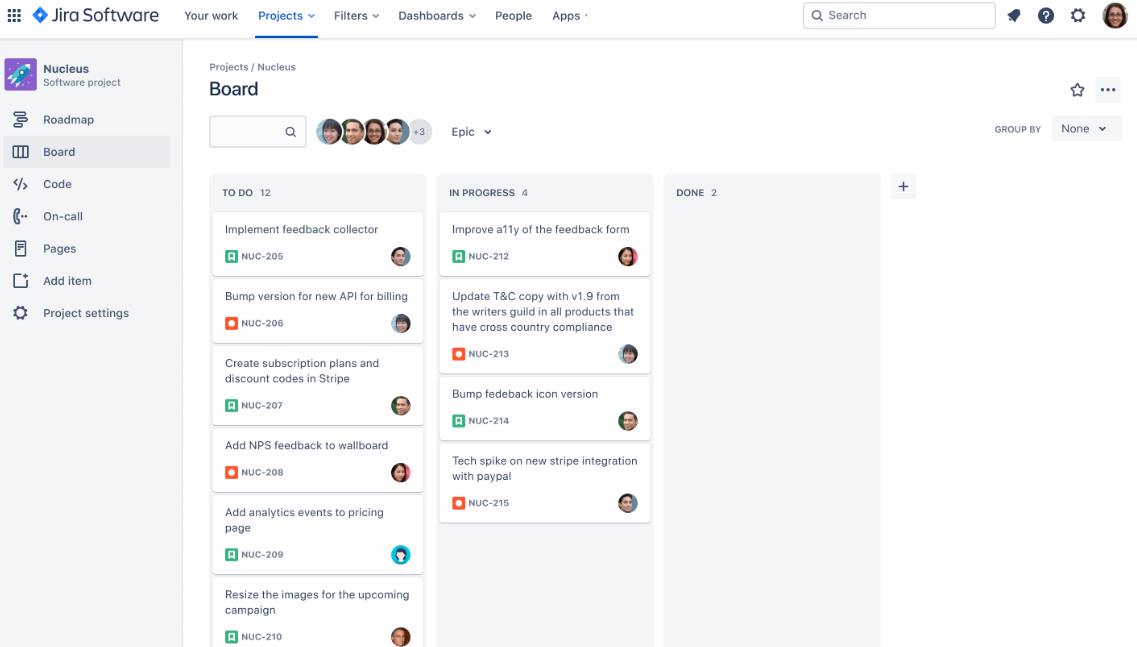 Jira Software
Your work
Projects
Filters
Dashboards
People
Apps
Search
Nucleus
Software project
Roadmap
Board
Code
On-call
Pages
Add item
Project settings
Projects / Nucleus
Board
+3
Epic
GROUP BY
None
TO DO 12
Implement feedback collector
NUC-205
Bump version for new API for billing
NUC-206
Create subscription plans and
discount codes in Stripe
NUC-207
Add NPS feedback to wallboard
NUC-208
Add analytics events to pricing
page
NUC-209
Resize the images for the upcoming
campaign
NUC-210
IN PROGRESS 4
Improve a11y of the feedback form
NUC-212
Update T&C copy with v1.9 from
the writers guild in all products that
have cross country compliance
NUC-213
Bump fedeback icon version
NUC-214
Tech spike on new stripe integration
with paypal
NUC-215
DONE 2